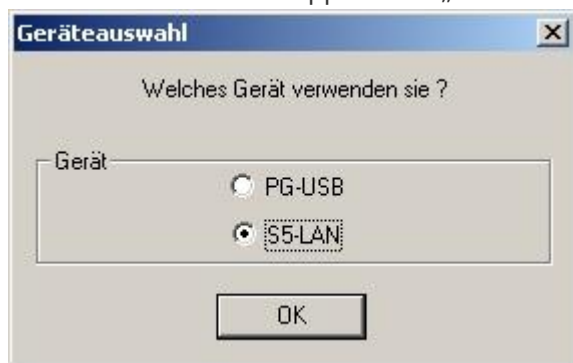 Geräteauswahl
Welches Gerät verwenden sie ?
Gerät
PG-USB
S5-LAN
OK